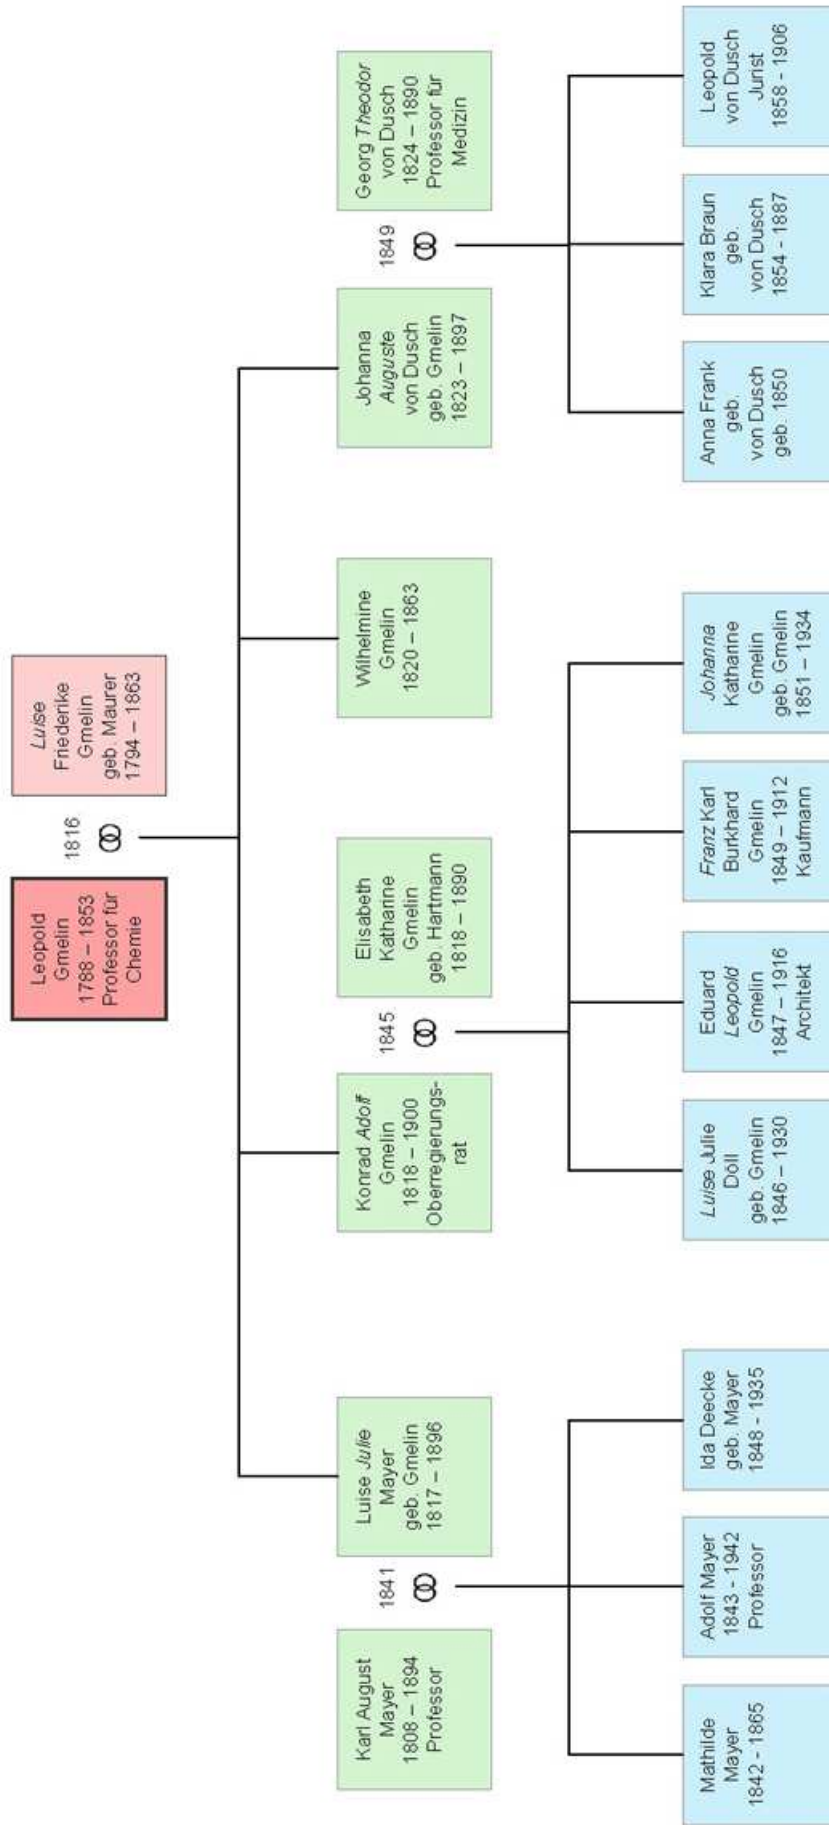 Leopold
Gmelin
1788 – 1853
Professor für
Chemie
1816
Luise
Friederike
Gmelin
geb. Maurer
1794 – 1863
Karl August
Mayer
1808 – 1894
Professor
1841
Luise Julie
Mayer
geb. Gmelin
1817 – 1896
Konrad Adolf
Gmelin
1818 – 1900
Oberregierungs-
rat
1845
Elisabeth
Katharine
Gmelin
geb. Hartmann
1818 – 1890
Wilhelmine
Gmelin
1820 – 1863
Johanna
Auguste
von Dusch
geb. Gmelin
1823 – 1897
1849
Georg Theodor
von Dusch
1824 – 1890
Professor für
Medizin
Mathilde
Mayer
1842 - 1865
Adolf Mayer
1843 - 1942
Professor
Ida Deecke
geb. Mayer
1848 - 1935
Luise Julie
Döll
geb. Gmelin
1846 – 1930
Eduard
Leopold
Gmelin
1847 – 1916
Architekt
Franz Karl
Burkhard
Gmelin
1849 – 1912
Kaufmann
Johanna
Katharine
Gmelin
geb. Gmelin
1851 – 1934
Anna Frank
geb.
von Dusch
geb. 1850
Klara Braun
geb.
von Dusch
1854 - 1887
Leopold
von Dusch
Jurist
1858 - 1906